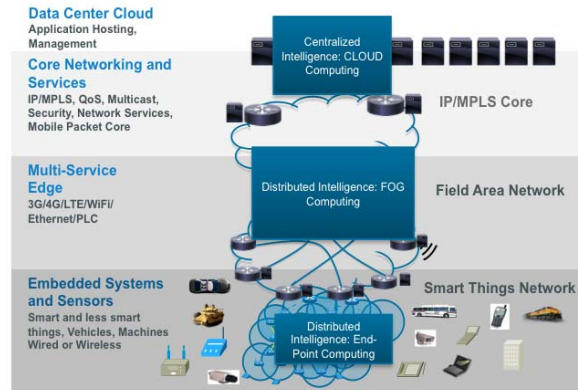 Data Center Cloud
Application Hosting,
Management
Centralized
Intelligence: CLOUD
Computing
Core Networking and
Services
IP/MPLS, QoS, Multicast,
Security, Network Services,
Mobile Packet Core
IP/MPLS Core
Multi-Service
Edge
3G/4G/LTE/WiFi/
Ethernet/PLC
Distributed Intelligence: FOG
Computing
Field Area Network
Embedded Systems
and Sensors
Smart and less smart
things, Vehicles, Machines
Wired or Wireless
Smart Things Network
Distributed
Intelligence: End-
Point Computing